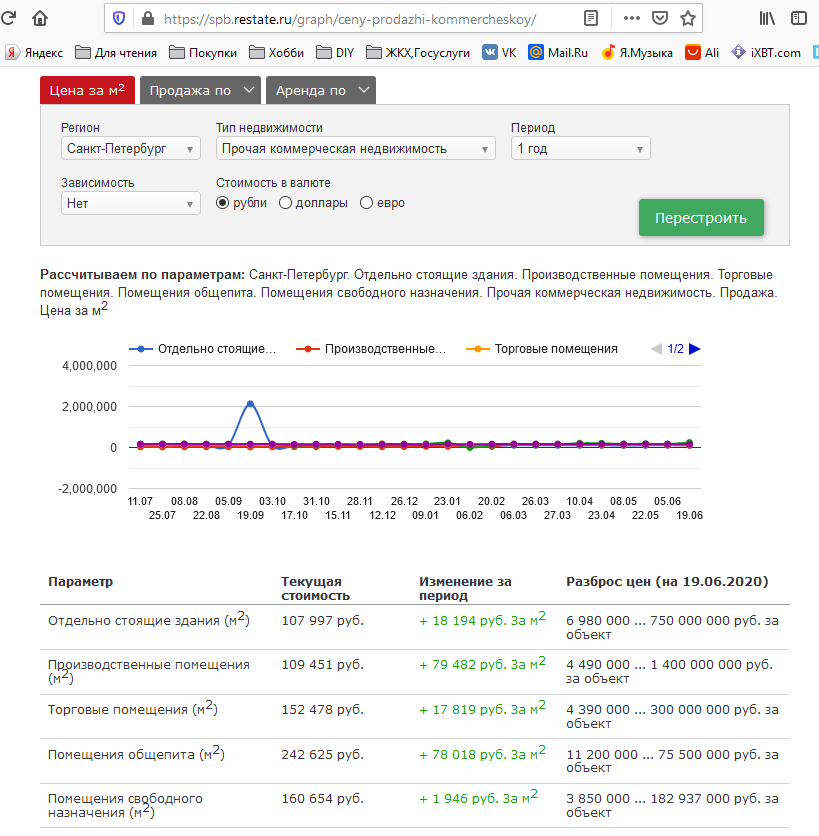 https://spb.restate.ru/graph/ceny-prodazhi-kommercheskoy/
Яндекс Для чтения Покупки Хобби DIY ЖКХ,Госуслуги VK Mail.Ru Я.Музыка Ali iXBT.com
Цена за м2 Продажа по Аренда по
Регион Тип недвижимости Период
Санкт-Петербург Прочая коммерческая недвижимость 1 год
Зависимость Стоимость в валюте
Нет рубли доллары евро
Перестроить
Рассчитываем по параметрам: Санкт-Петербург. Отдельно стоящие здания. Производственные помещения. Торговые
помещения. Помещения общепита. Помещения свободного назначения. Прочая коммерческая недвижимость. Продажа.
Цена за м2
Отдельно стоящие... Производственные... Торговые помещения 1/2
4,000,000
2,000,000
0
-2,000,000
11.07 08.08 05.09 03.10 31.10 28.11 26.12 23.01 20.02 26.03 10.04 08.05 05.06
25.07 22.08 19.09 17.10 15.11 12.12 09.01 06.02 06.03 27.03 23.04 22.05 19.06
Параметр Текущая Изменение за Разброс цен (на 19.06.2020)
стоимость период
Отдельно стоящие здания (м2) 107 997 руб. + 18 194 руб. За м2 6 980 000 ... 750 000 000 руб. за
объект
Производственные помещения 109 451 руб. + 79 482 руб. За м2 4 490 000 ... 1 400 000 000 руб.
(м2) за объект
Торговые помещения (м2) 152 478 руб. + 17 819 руб. За м2 4 390 000 ... 300 000 000 руб. за
объект
Помещения общепита (м2) 242 625 руб. + 78 018 руб. За м2 11 200 000 ... 75 500 000 руб. за
объект
Помещения свободного 160 654 руб. + 1 946 руб. За м2 3 850 000 ... 182 937 000 руб. за
назначения (м2) объект